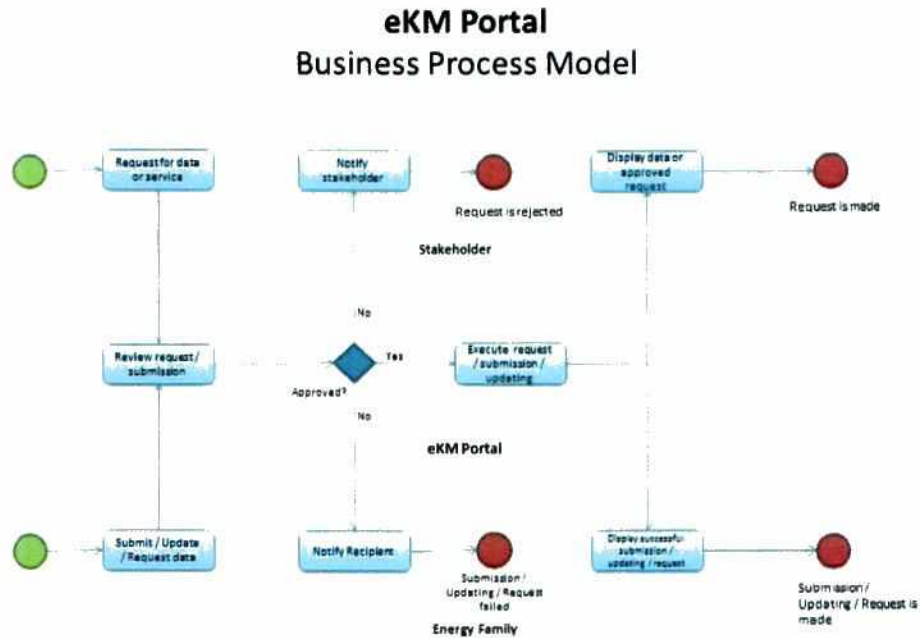 eKM Portal
Business Process Model
Request for data
or service
Notify
stakeholder
Display data or
approved
request
Request is rejected
Request is made
Stakeholder
No
Review request /
submission
Yes
Execute request
/ submission /
updating
Approved?
No
eKM Portal
Submit / Update
/ Request data
Notify Recipient
Display successful
submission /
updating / request
Submission /
Updating / Request
failed
Submission /
Updating / Request is
made
Energy Family